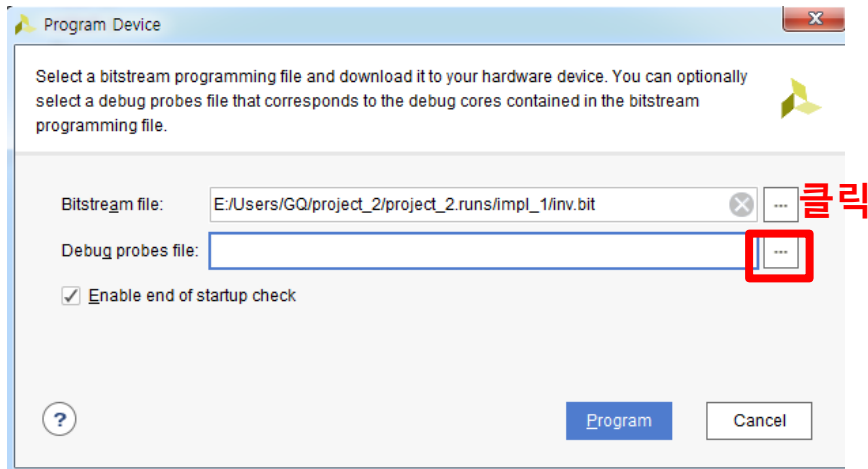 Program Device
Select a bitstream programming file and download it to your hardware device. You can optionally
select a debug probes file that corresponds to the debug cores contained in the bitstream
programming file.
Bitstream file: E:/Users/GQ/project_2/project_2.runs/impl_1/inv.bit ... 클릭
Debug probes file: ...
Enable end of startup check
? Program Cancel